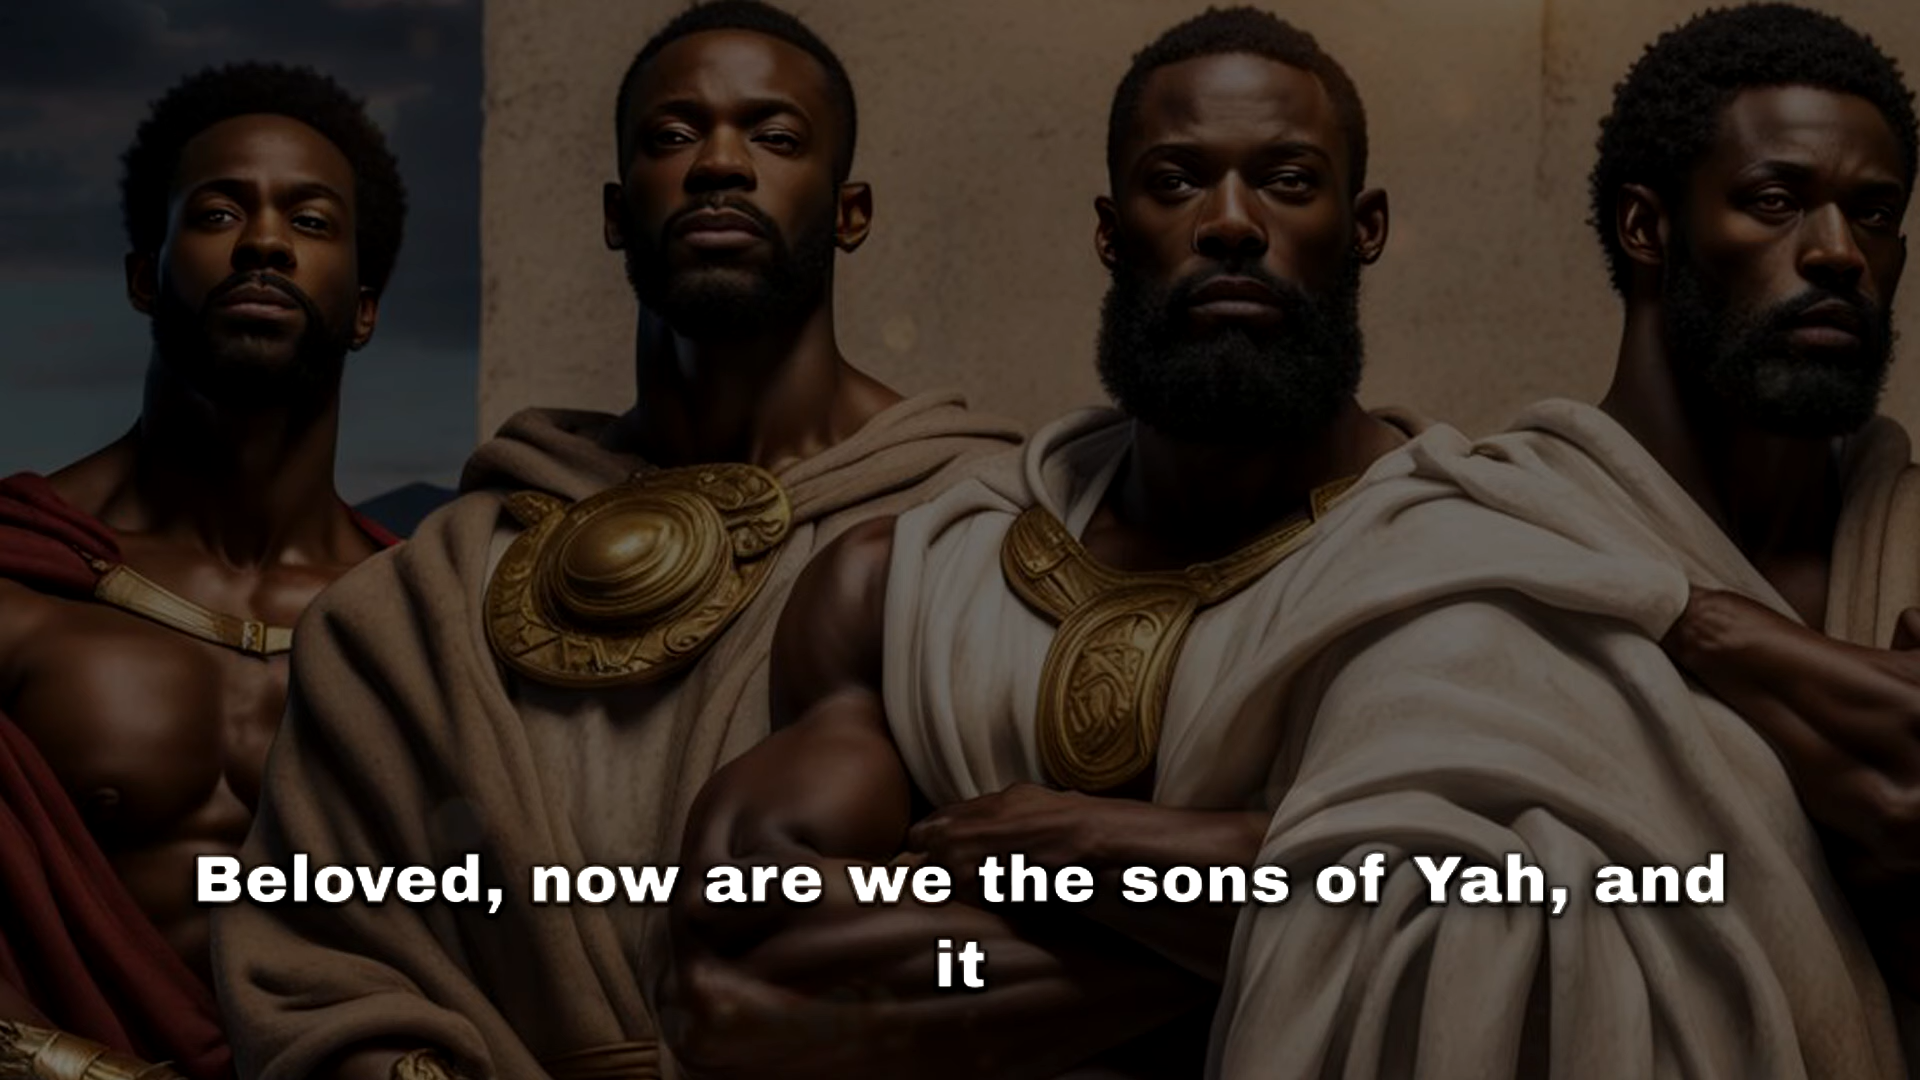 Beloved, now are we the sons of Yah, and
it